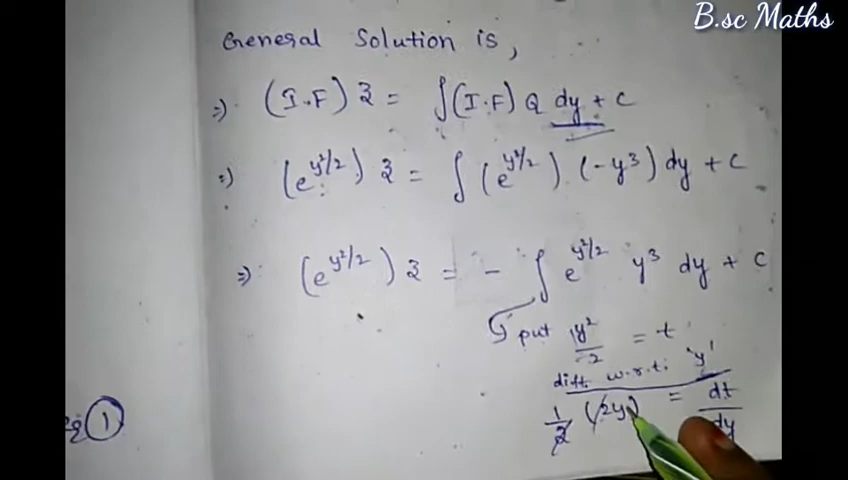 B.sc Maths
General Solution is,
⇒ (I.F) z = ∫(I.F) Q dy + c
⇒ (e^{y²/2}) z = ∫ (e^{y²/2}) (-y³) dy + c
⇒ (e^{y²/2}) z = - ∫ e^{y²/2} y³ dy + c
put y²/2 = t
diff. w.r.t. 'y'
1/2 (2y) = dt/dy
①